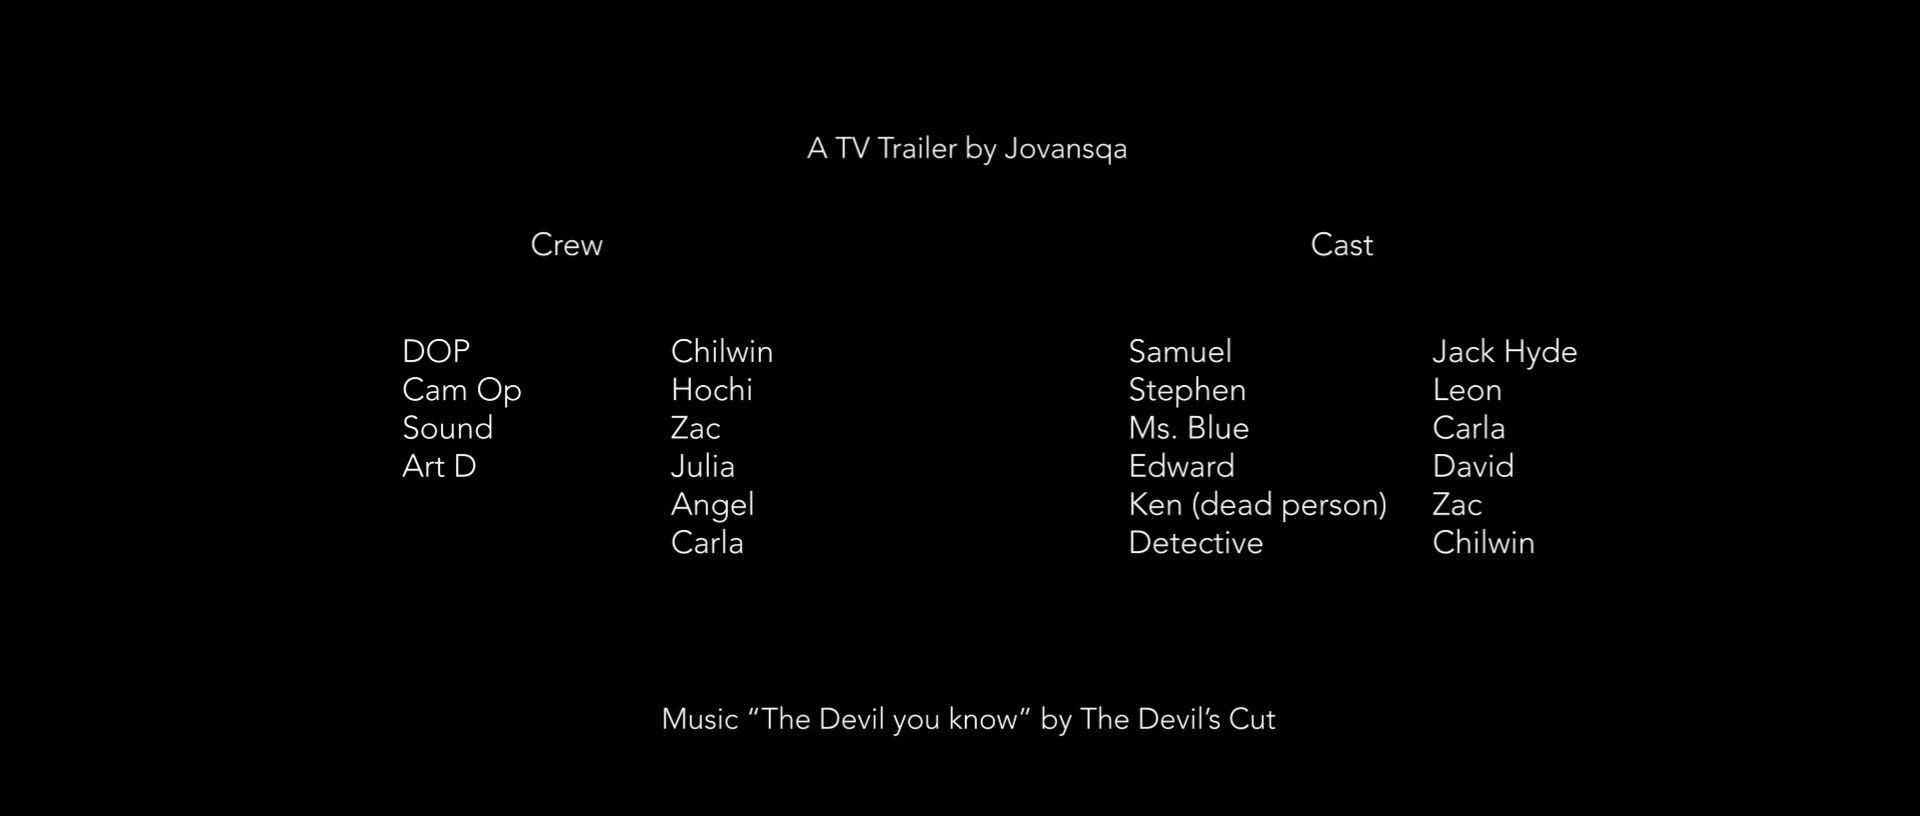 A TV Trailer by Jovansqa
Crew
DOP Chilwin
Cam Op Hochi
Sound Zac
Art D Julia
Angel
Carla
Cast
Samuel Jack Hyde
Stephen Leon
Ms. Blue Carla
Edward David
Ken (dead person) Zac
Detective Chilwin
Music “The Devil you know” by The Devil’s Cut